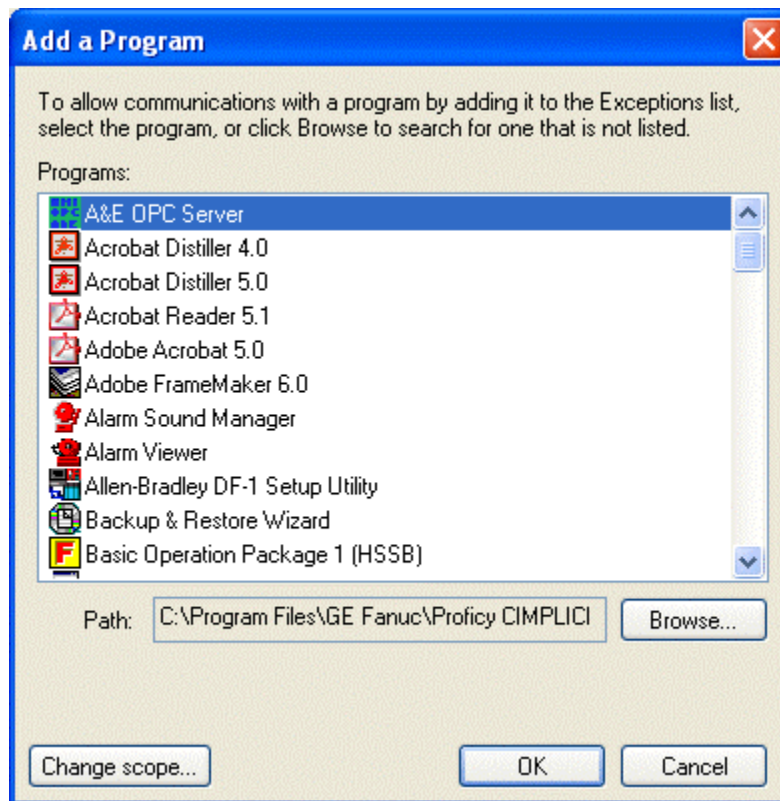 Add a Program
To allow communications with a program by adding it to the Exceptions list,
select the program, or click Browse to search for one that is not listed.
Programs:
A&E OPC Server
Acrobat Distiller 4.0
Acrobat Distiller 5.0
Acrobat Reader 5.1
Adobe Acrobat 5.0
Adobe FrameMaker 6.0
Alarm Sound Manager
Alarm Viewer
Allen-Bradley DF-1 Setup Utility
Backup & Restore Wizard
Basic Operation Package 1 (HSSB)
Path: C:\Program Files\GE Fanuc\Proficy CIMPLICI Browse...
Change scope... OK Cancel